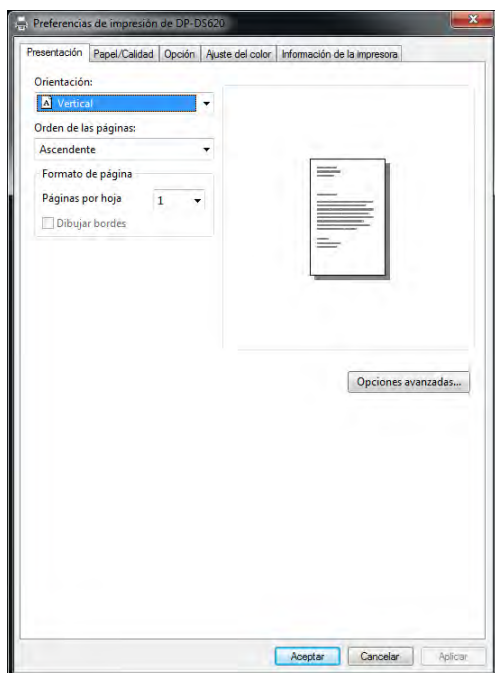 Preferencias de impresión de DP-DS620
Presentación Papel/Calidad Opción Ajuste del color Información de la impresora
Orientación:
A Vertical
Orden de las páginas:
Ascendente
Formato de página
Páginas por hoja 1
Dibujar bordes
Opciones avanzadas...
Aceptar Cancelar Aplicar